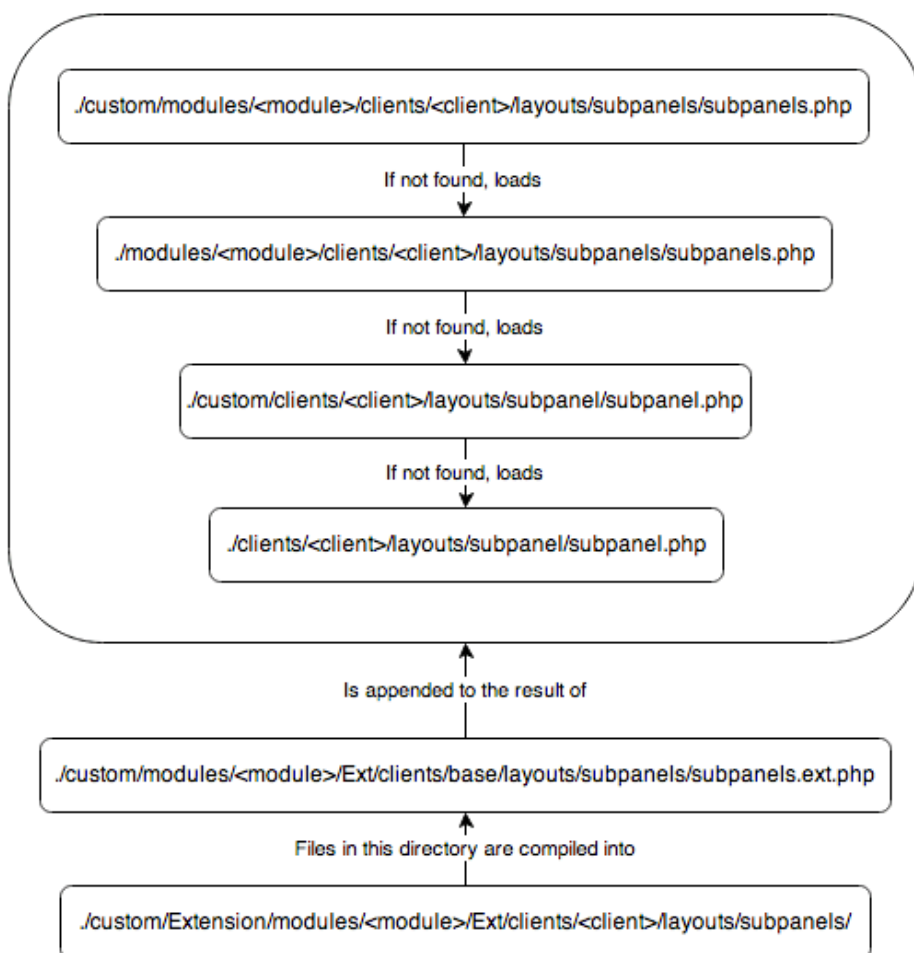 ./custom/modules/<module>/clients/<client>/layouts/subpanels/subpanels.php
If not found, loads
./modules/<module>/clients/<client>/layouts/subpanels/subpanels.php
If not found, loads
./custom/clients/<client>/layouts/subpanel/subpanel.php
If not found, loads
./clients/<client>/layouts/subpanel/subpanel.php
Is appended to the result of
./custom/modules/<module>/Ext/clients/base/layouts/subpanels/subpanels.ext.php
Files in this directory are compiled into
./custom/Extension/modules/<module>/Ext/clients/<client>/layouts/subpanels/